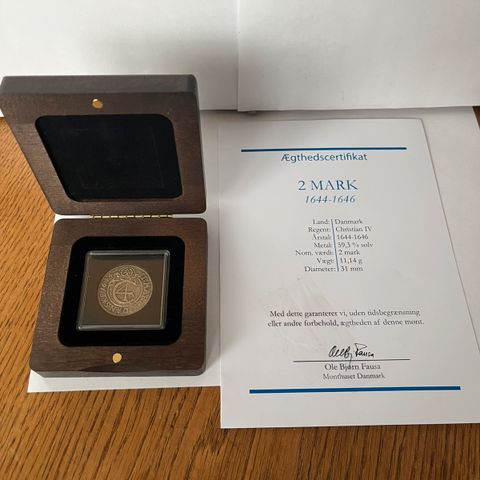 Ægthedscertifikat
2 MARK
1644-1646
Land: Danmark
Regent: Christian IV
Årstal: 1644-1646
Metal: 59,3 % sølv
Nom. værdi: 2 mark
Vægt: 11,14 g
Diameter: 31 mm
Med dette garanterer vi, uden tidsbegrænsning
eller andre forbehold, ægtheden af denne mønt.
Ole Bjørn Fausa
Mønthuset Danmark